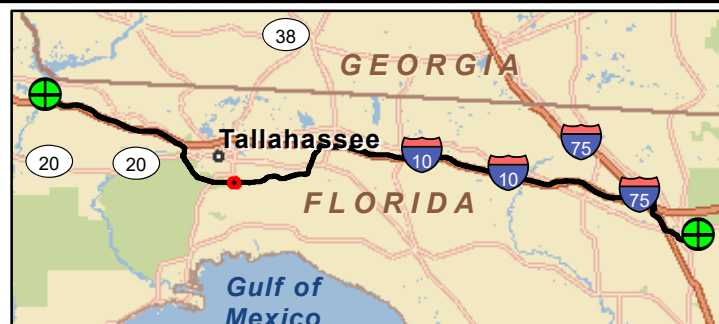 38
GEORGIA
Tallahassee
75
20
20
10
10
75
FLORIDA
Gulf of
Mexico